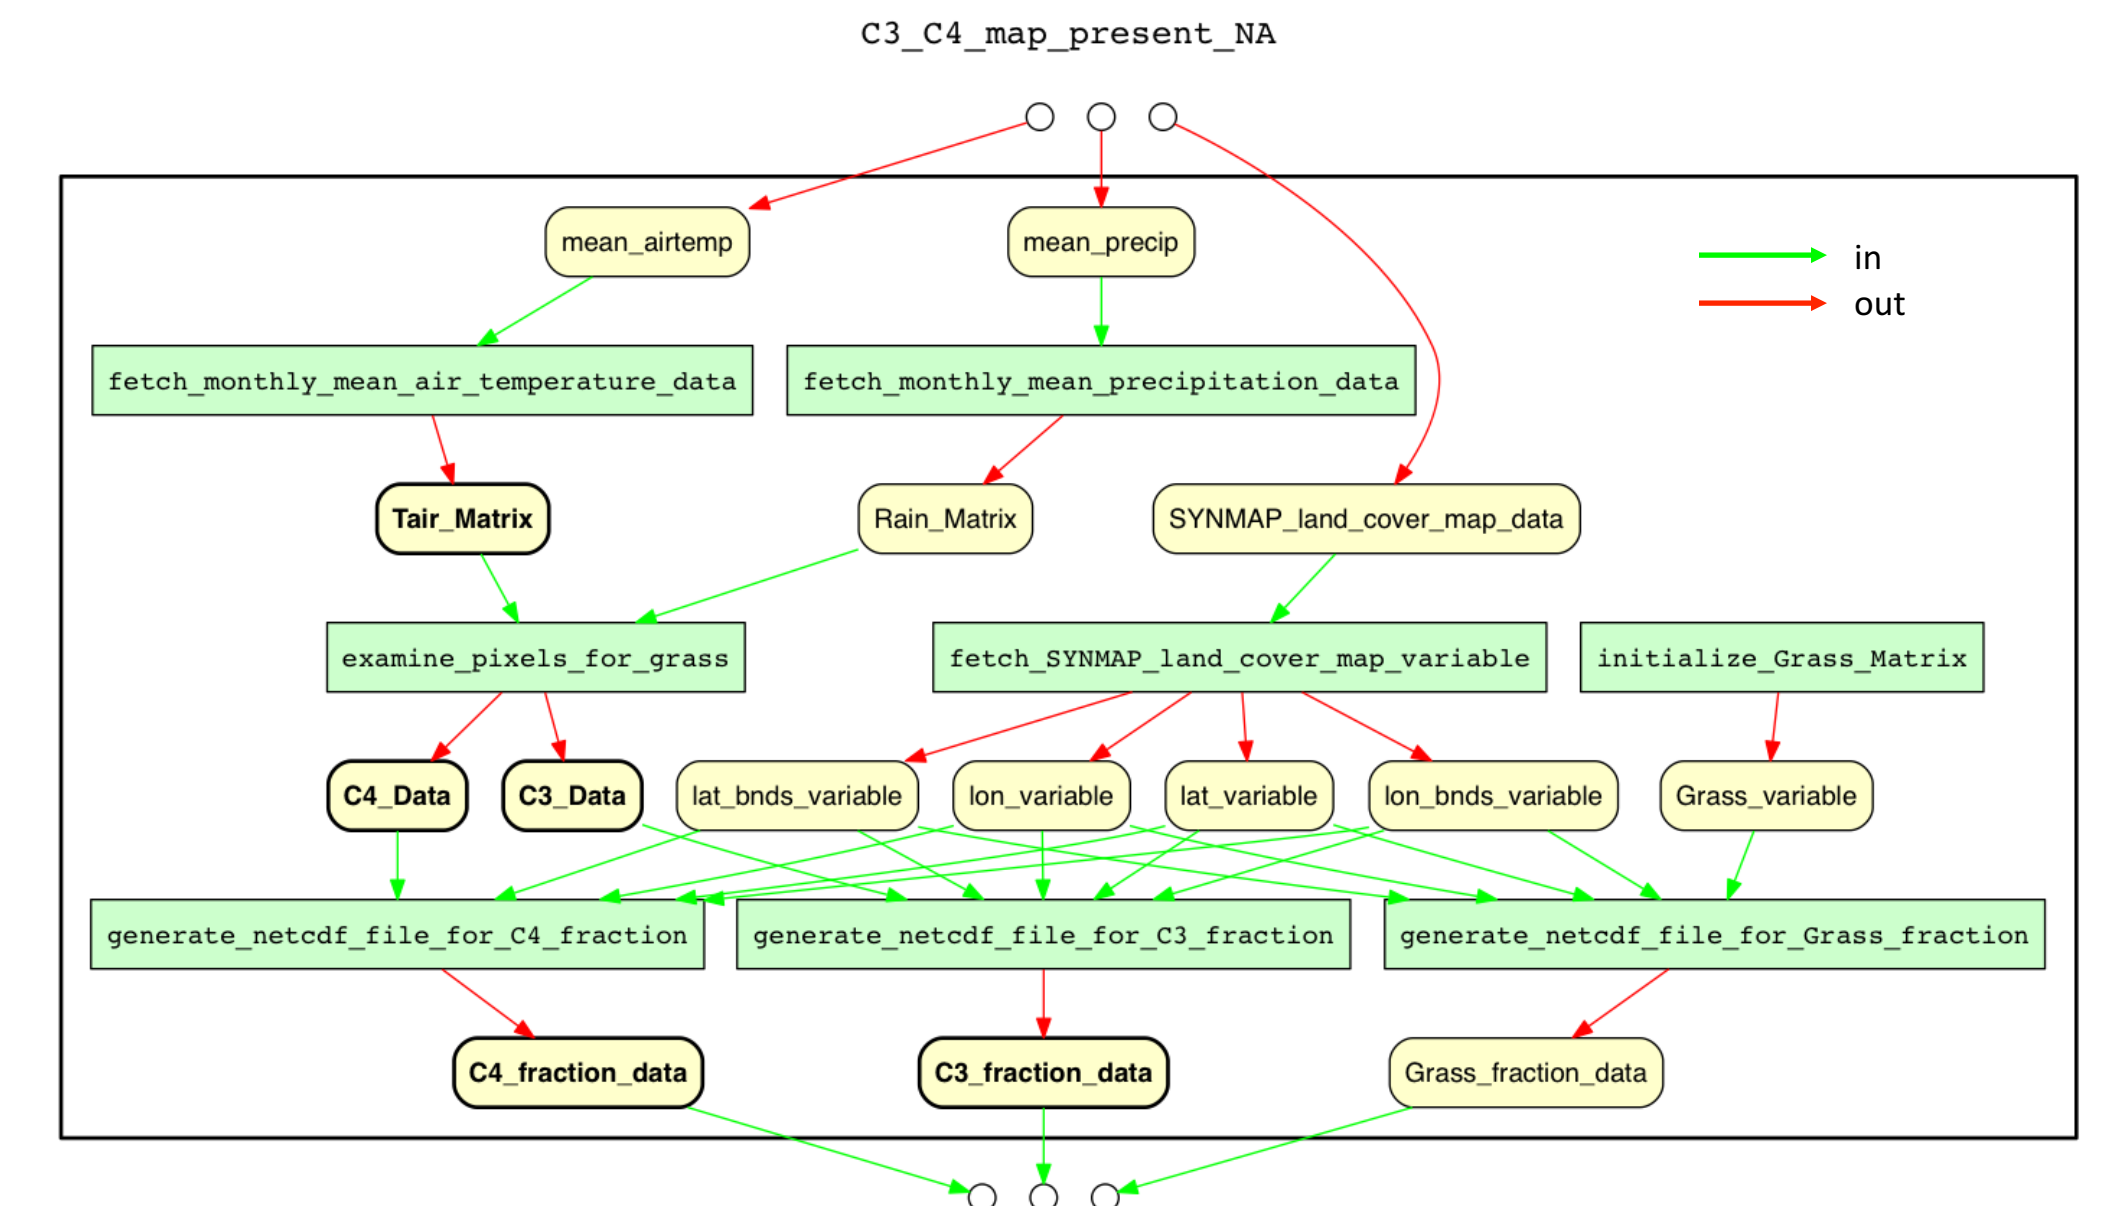 C3_C4_map_present_NA
mean_airtemp
mean_precip
in
out
fetch_monthly_mean_air_temperature_data
fetch_monthly_mean_precipitation_data
Tair_Matrix
Rain_Matrix
SYNMAP_land_cover_map_data
examine_pixels_for_grass
fetch_SYNMAP_land_cover_map_variable
initialize_Grass_Matrix
C4_Data
C3_Data
lat_bnds_variable
lon_variable
lat_variable
lon_bnds_variable
Grass_variable
generate_netcdf_file_for_C4_fraction
generate_netcdf_file_for_C3_fraction
generate_netcdf_file_for_Grass_fraction
C4_fraction_data
C3_fraction_data
Grass_fraction_data